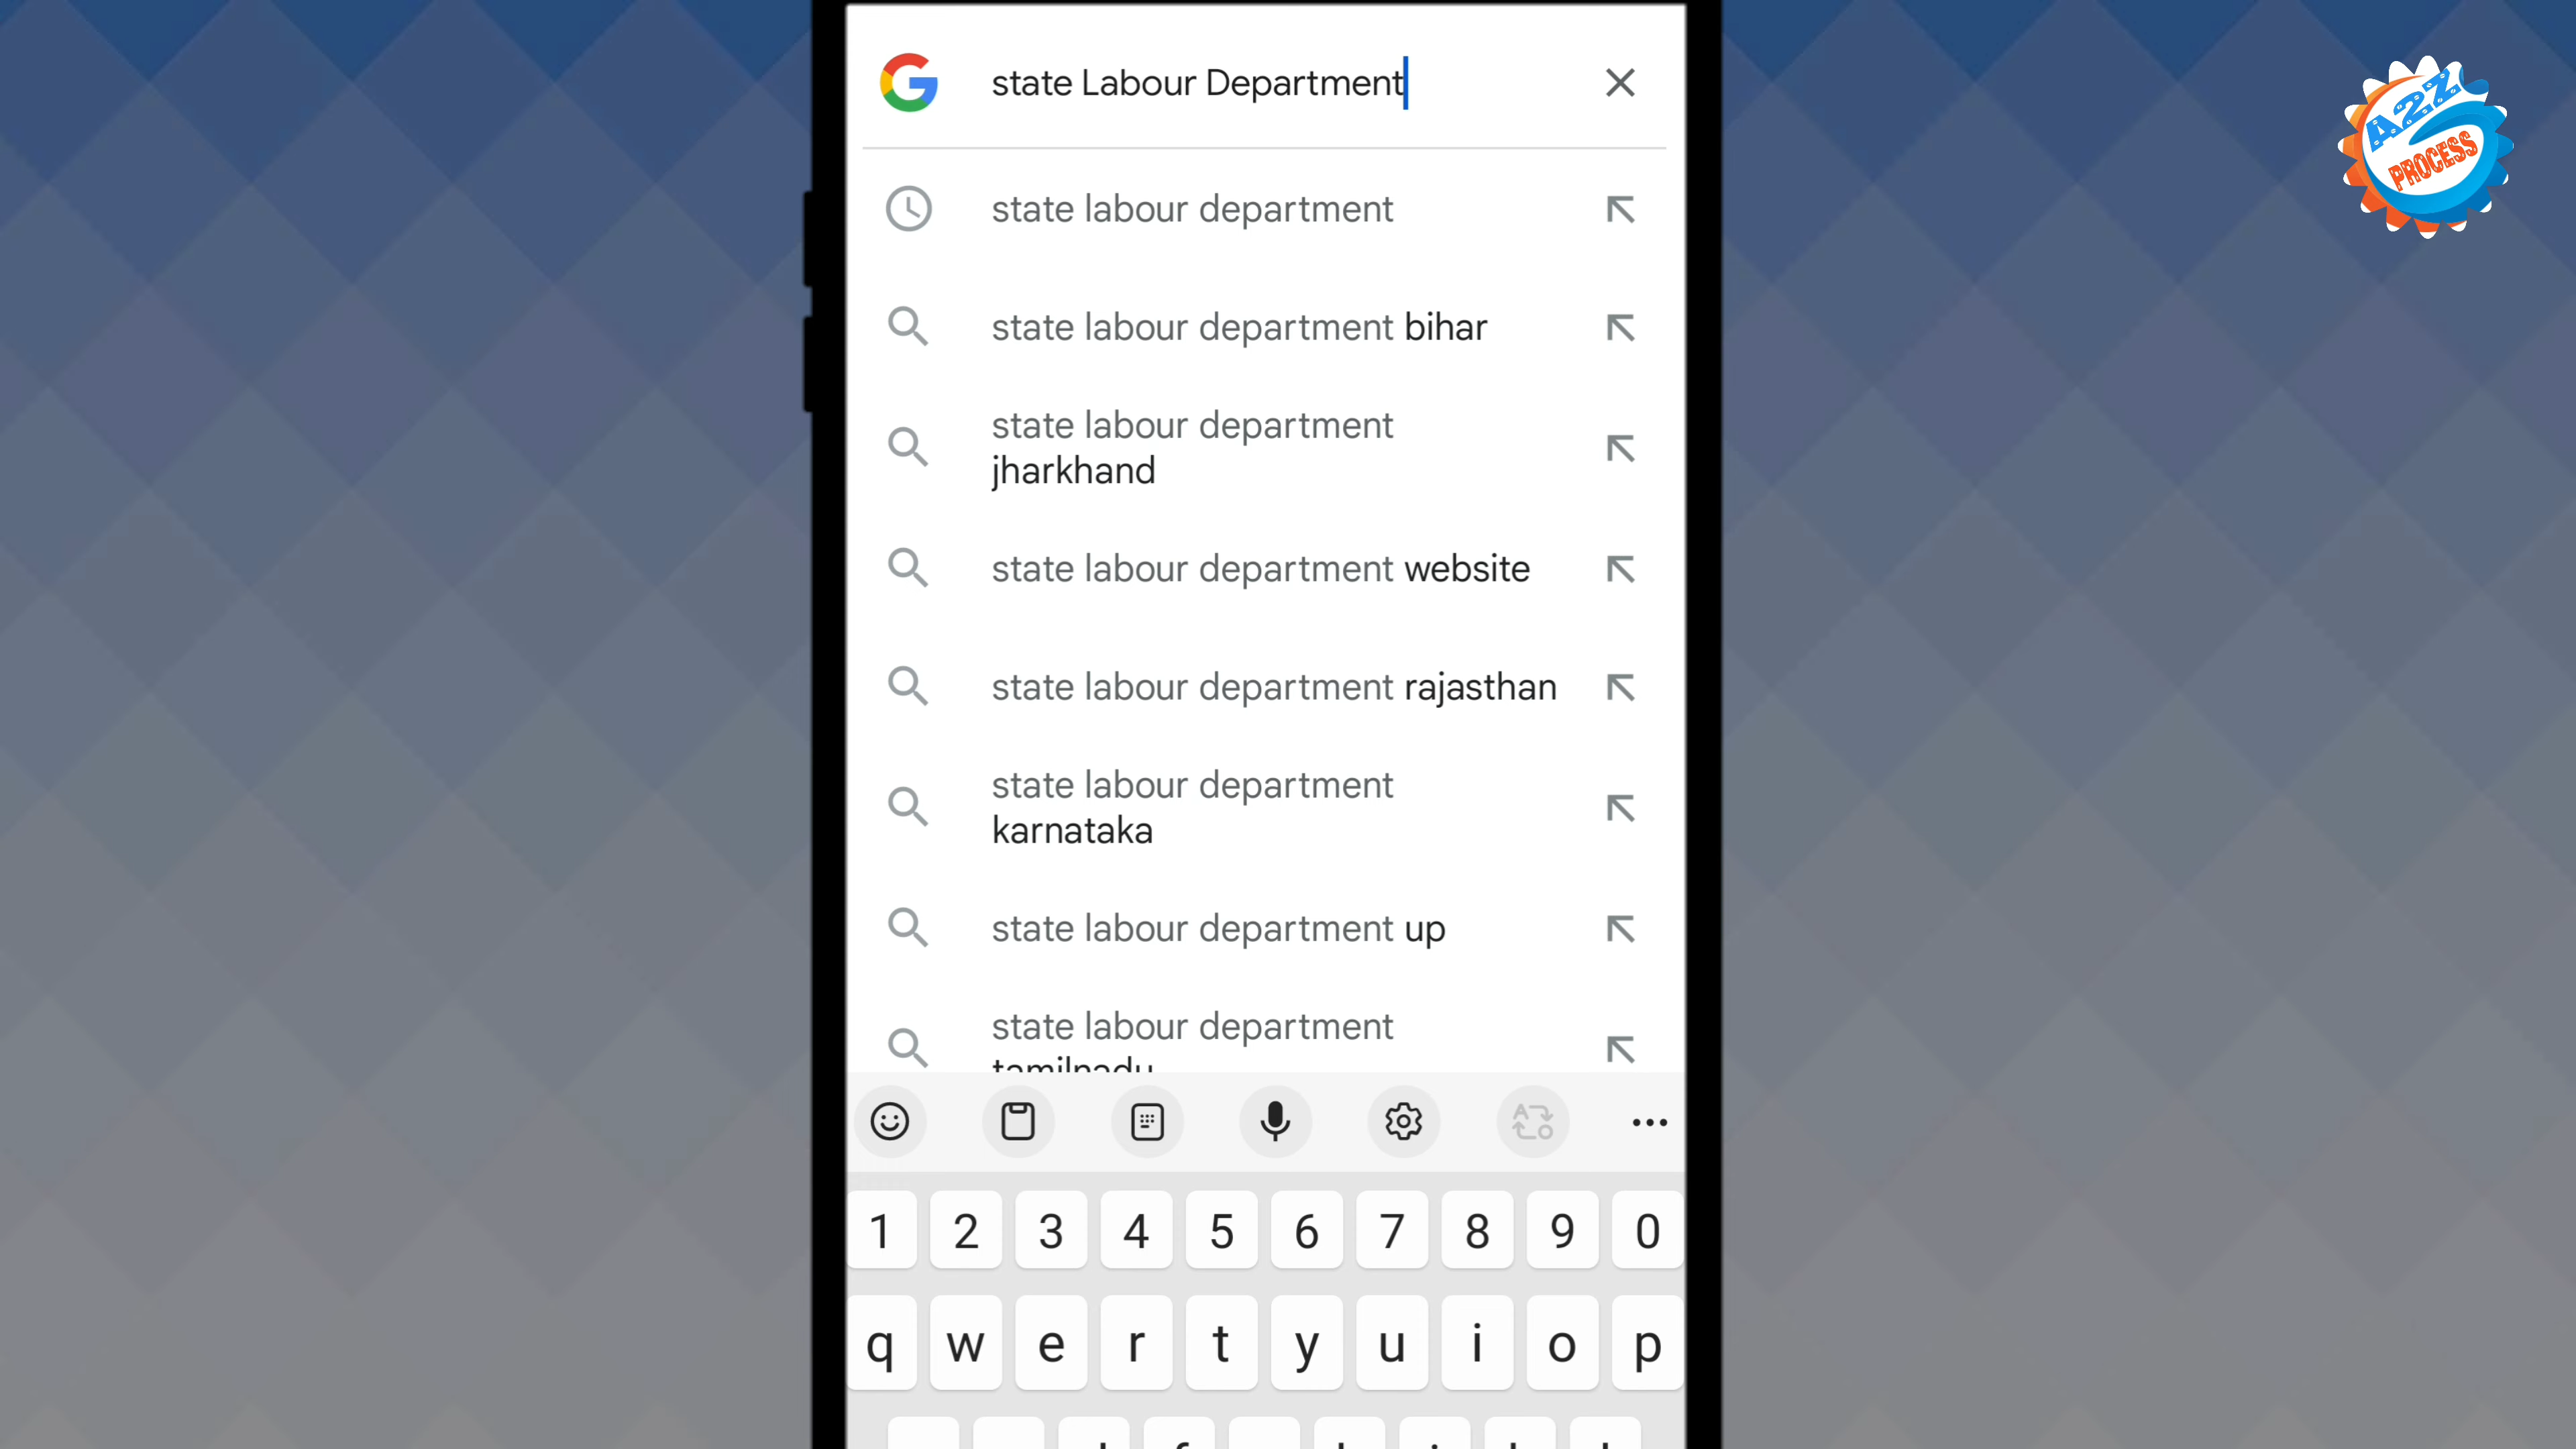 state Labour Department
A2Z
PROCESS
state labour department
state labour department bihar
state labour department
jharkhand
state labour department website
state labour department rajasthan
state labour department
karnataka
state labour department up
state labour department
tamilnadu
1 2 3 4 5 6 7 8 9 0
q w e r t y u i o p